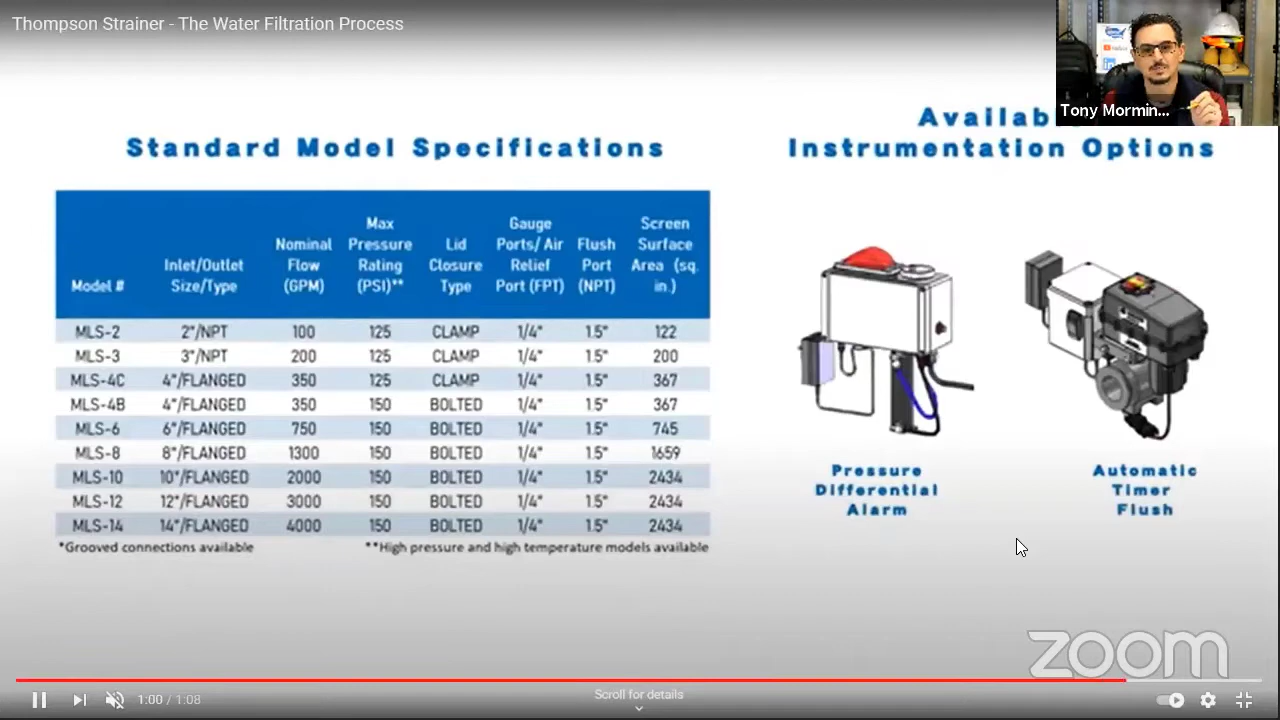 Thompson Strainer - The Water Filtration Process
Tony Mormin...
Standard Model Specifications
Model #
Inlet/Outlet
Size/Type
Nominal
Flow
(GPM)
Max
Pressure
Rating
(PSI)**
Lid
Closure
Type
Gauge
Ports/ Air
Relief
Port (FPT)
Flush
Port
(NPT)
Screen
Surface
Area (sq.
in.)
MLS-2 2"/NPT 100 125 CLAMP 1/4" 1.5" 122
MLS-3 3"/NPT 200 125 CLAMP 1/4" 1.5" 200
MLS-4C 4"/FLANGED 350 125 CLAMP 1/4" 1.5" 367
MLS-4B 4"/FLANGED 350 150 BOLTED 1/4" 1.5" 367
MLS-6 6"/FLANGED 750 150 BOLTED 1/4" 1.5" 745
MLS-8 8"/FLANGED 1300 150 BOLTED 1/4" 1.5" 1659
MLS-10 10"/FLANGED 2000 150 BOLTED 1/4" 1.5" 2434
MLS-12 12"/FLANGED 3000 150 BOLTED 1/4" 1.5" 2434
MLS-14 14"/FLANGED 4000 150 BOLTED 1/4" 1.5" 2434
*Grooved connections available **High pressure and high temperature models available
Instrumentation Options
Pressure
Differential
Alarm
Automatic
Timer
Flush
zoom
1:00 / 1:08
Scroll for details